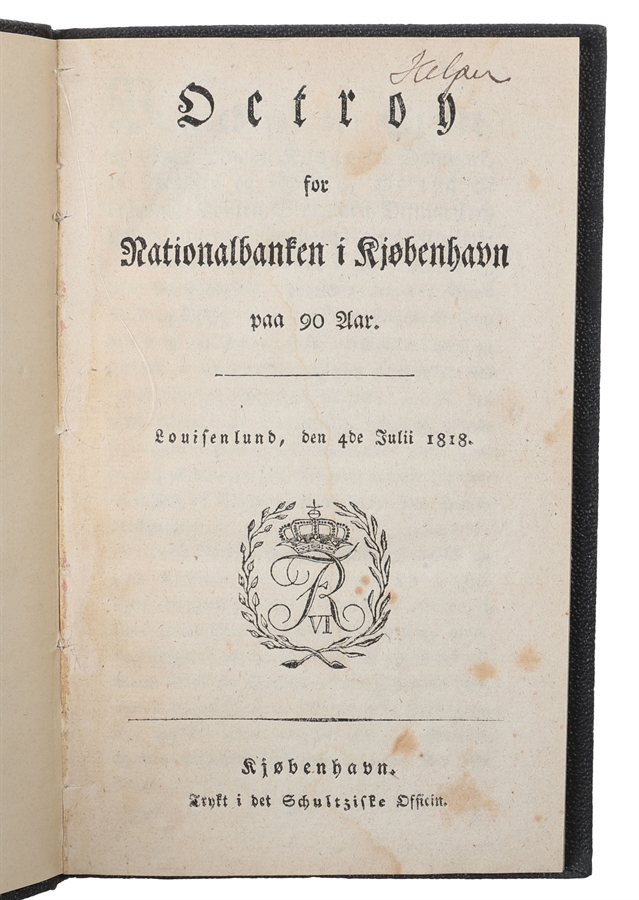 Octroy
for
Nationalbanken i Kjøbenhavn
paa 90 Aar.
Louisenlund, den 4de Julii 1818.
FR
VI
Kjøbenhavn.
Trykt i det Schultziske Officin.